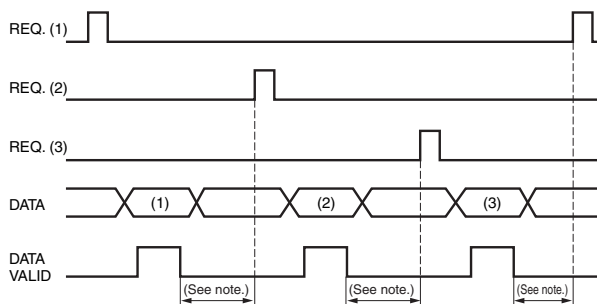 REQ. (1)
REQ. (2)
REQ. (3)
DATA (1) (2) (3)
DATA
VALID
(See note.) (See note.) (See note.)